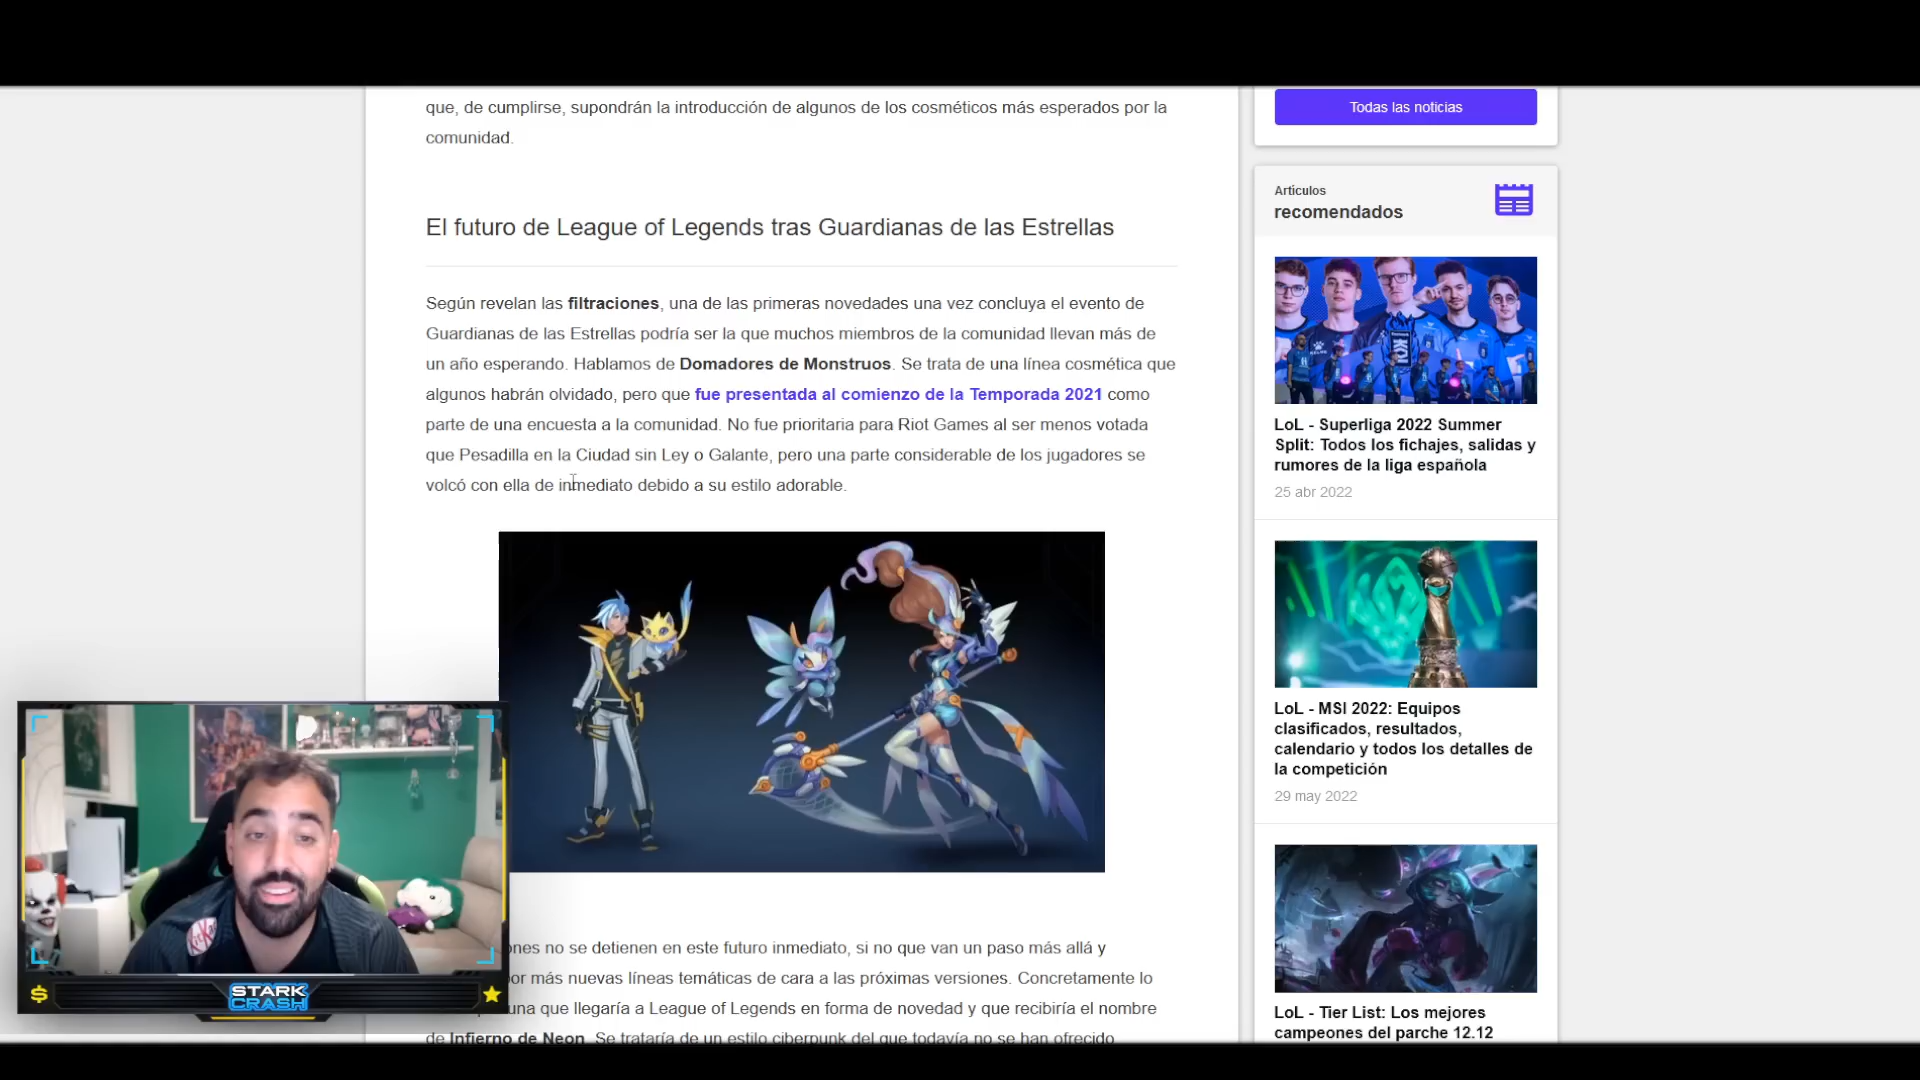 que, de cumplirse, supondrán la introducción de algunos de los cosméticos más esperados por la
comunidad.
El futuro de League of Legends tras Guardianas de las Estrellas
Según revelan las filtraciones, una de las primeras novedades una vez concluya el evento de
Guardianas de las Estrellas podría ser la que muchos miembros de la comunidad llevan más de
un año esperando. Hablamos de Domadores de Monstruos. Se trata de una línea cosmética que
algunos habrán olvidado, pero que fue presentada al comienzo de la Temporada 2021 como
parte de una encuesta a la comunidad. No fue prioritaria para Riot Games al ser menos votada
que Pesadilla en la Ciudad sin Ley o Galante, pero una parte considerable de los jugadores se
volcó con ella de inmediato debido a su estilo adorable.
ones no se detienen en este futuro inmediato, si no que van un paso más allá y
por más nuevas líneas temáticas de cara a las próximas versiones. Concretamente lo
una que llegaría a League of Legends en forma de novedad y que recibiría el nombre
de Infierno de Neon. Se trataría de un estilo ciberpunk del que todavía no se han ofrecido
Todas las noticias
Artículos
recomendados
LoL - Superliga 2022 Summer
Split: Todos los fichajes, salidas y
rumores de la liga española
25 abr 2022
LoL - MSI 2022: Equipos
clasificados, resultados,
calendario y todos los detalles de
la competición
29 may 2022
LoL - Tier List: Los mejores
campeones del parche 12.12
KitKat
$
STARK
CRASH